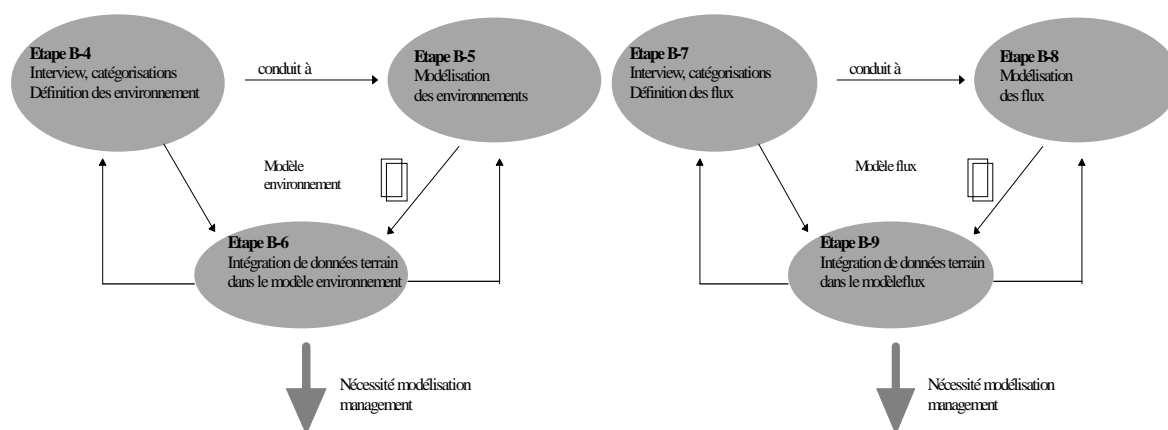 Etape B-4
Interview, catégorisations
Définition des environnement
conduit à
Etape B-5
Modélisation
des environnements
Modèle
environnement
Etape B-6
Intégration de données terrain
dans le modèle environnement
Nécessité modélisation
management
Etape B-7
Interview, catégorisations
Définition des flux
conduit à
Etape B-8
Modélisation
des flux
Modèle flux
Etape B-9
Intégration de données terrain
dans le modèleflux
Nécessité modélisation
management